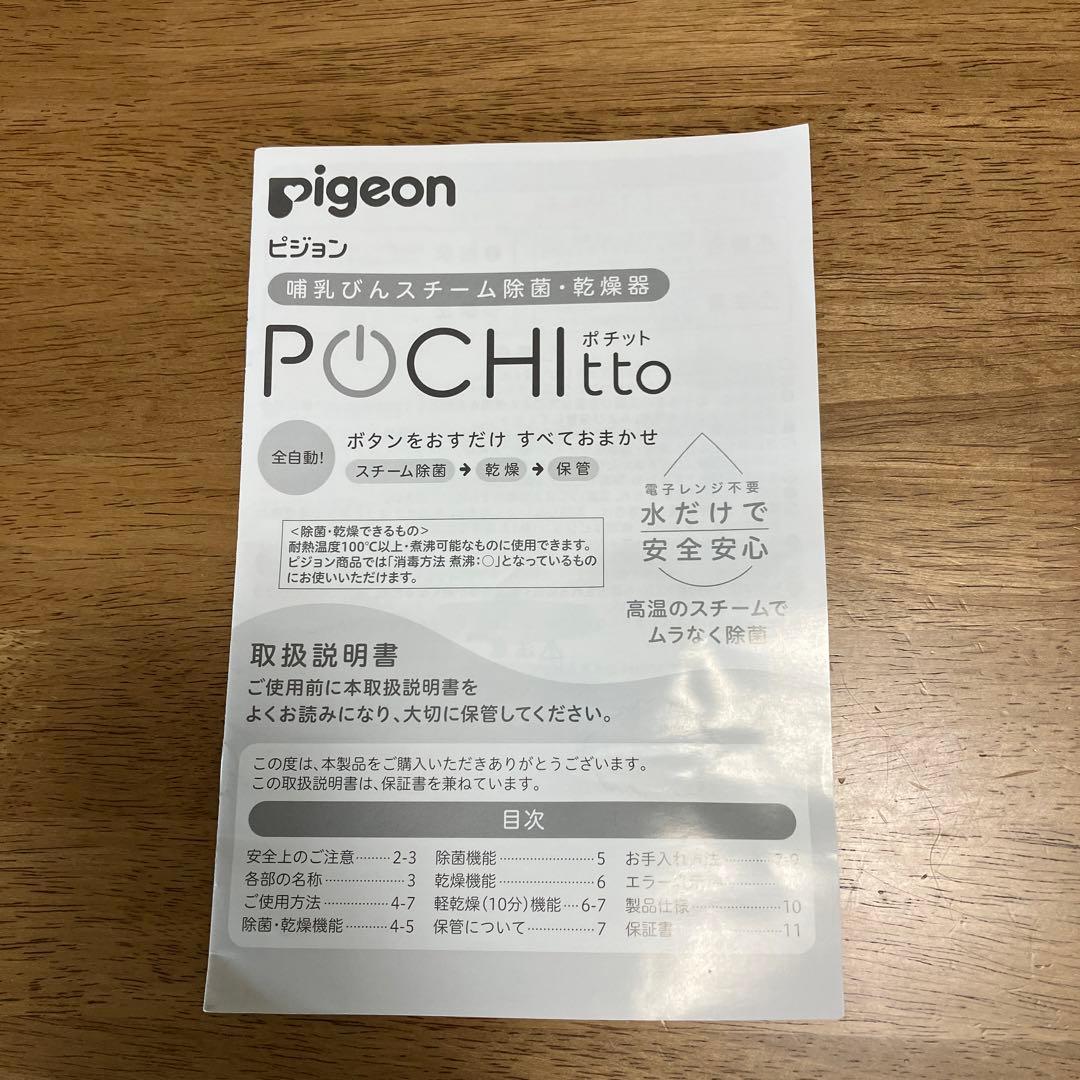 pigeon
ピジョン
哺乳びんスチーム除菌・乾燥器
POCHItto
ポチット
全自動!
ボタンをおすだけ すべておまかせ
スチーム除菌→乾燥→保管
<除菌・乾燥できるもの>
耐熱温度100℃以上・煮沸可能なものに使用できます。
ピジョン商品では「消毒方法 煮沸:○」となっているもの
にお使いいただけます。
電子レンジ不要
水だけで
安全安心
高温のスチームで
ムラなく除菌
取扱説明書
ご使用前に本取扱説明書を
よくお読みになり、大切に保管してください。
この度は、本製品をご購入いただきありがとうございます。
この取扱説明書は、保証書を兼ねています。
目次
安全上のご注意………2-3
各部の名称………3
ご使用方法………4-7
除菌・乾燥機能………4-5
除菌機能………5
乾燥機能………6
軽乾燥(10分)機能…6-7
保管について………7
お手入れ方法………7-9
エラー
製品仕様………10
保証書………11